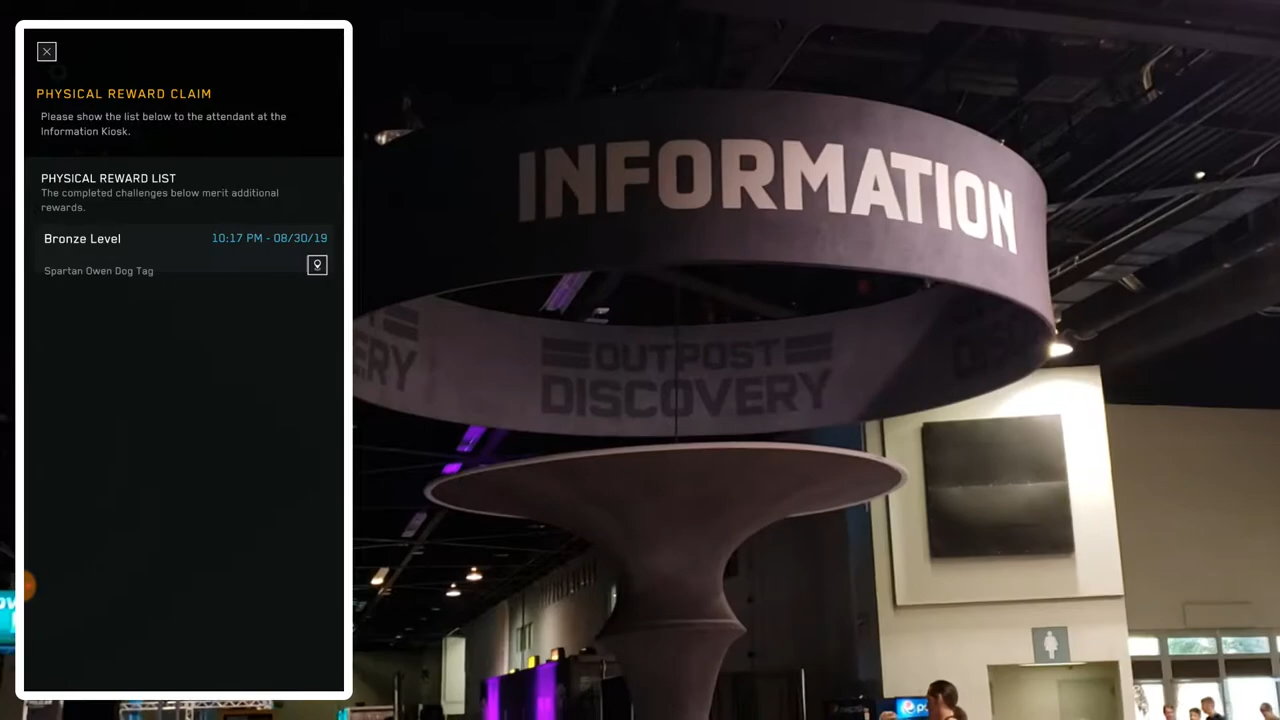 PHYSICAL REWARD CLAIM
Please show the list below to the attendant at the
Information Kiosk.
PHYSICAL REWARD LIST
The completed challenges below merit additional
rewards.
Bronze Level
10:17 PM - 08/30/19
Spartan Owen Dog Tag
INFORMATION
OUTPOST
DISCOVERY